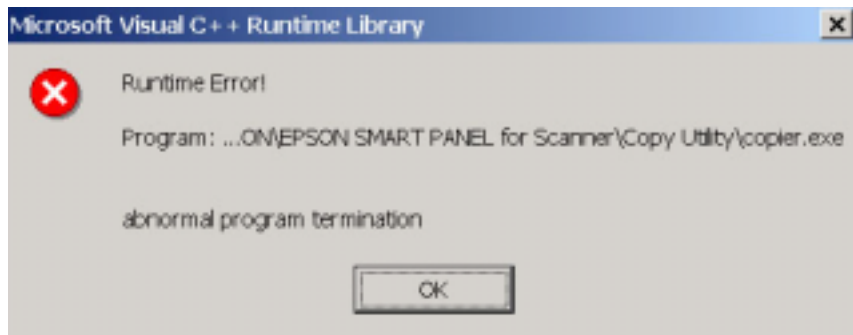 Microsoft Visual C++ Runtime Library
Runtime Error!
Program: ...ON\EPSON SMART PANEL for Scanner\Copy Utility\copier.exe
abnormal program termination
OK